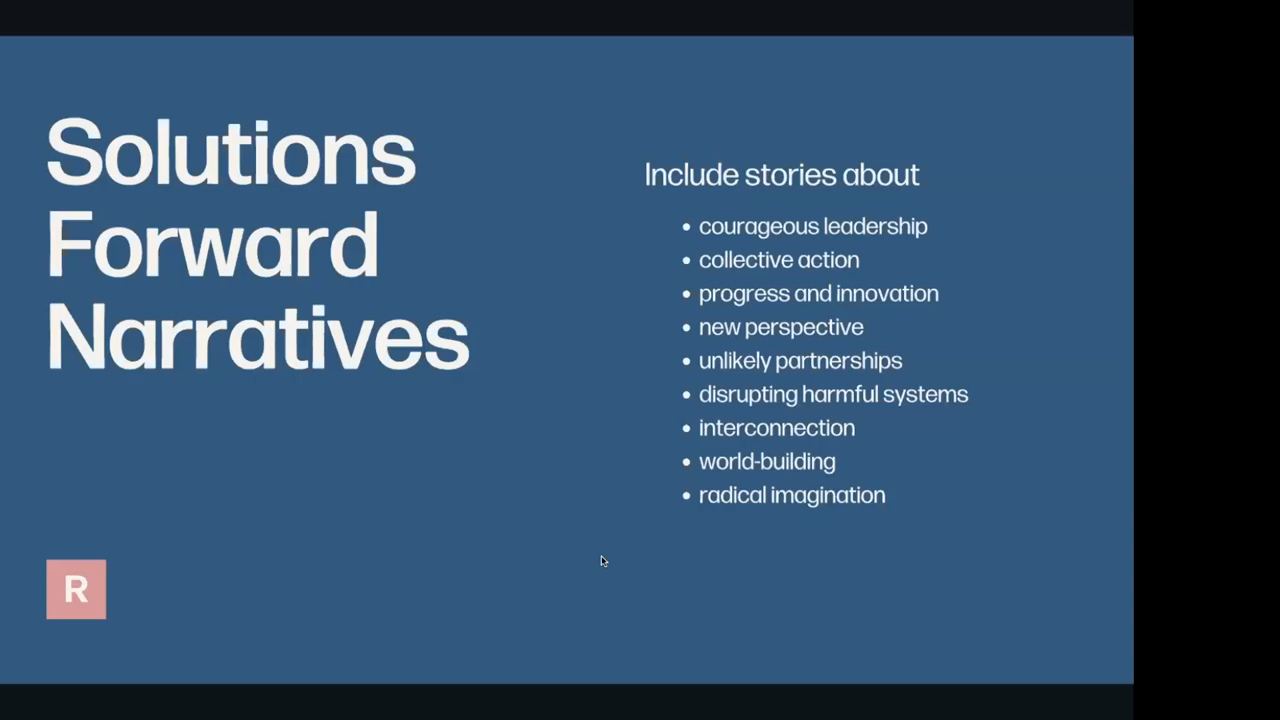 Solutions
Forward
Narratives
Include stories about
• courageous leadership
• collective action
• progress and innovation
• new perspective
• unlikely partnerships
• disrupting harmful systems
• interconnection
• world-building
• radical imagination
R